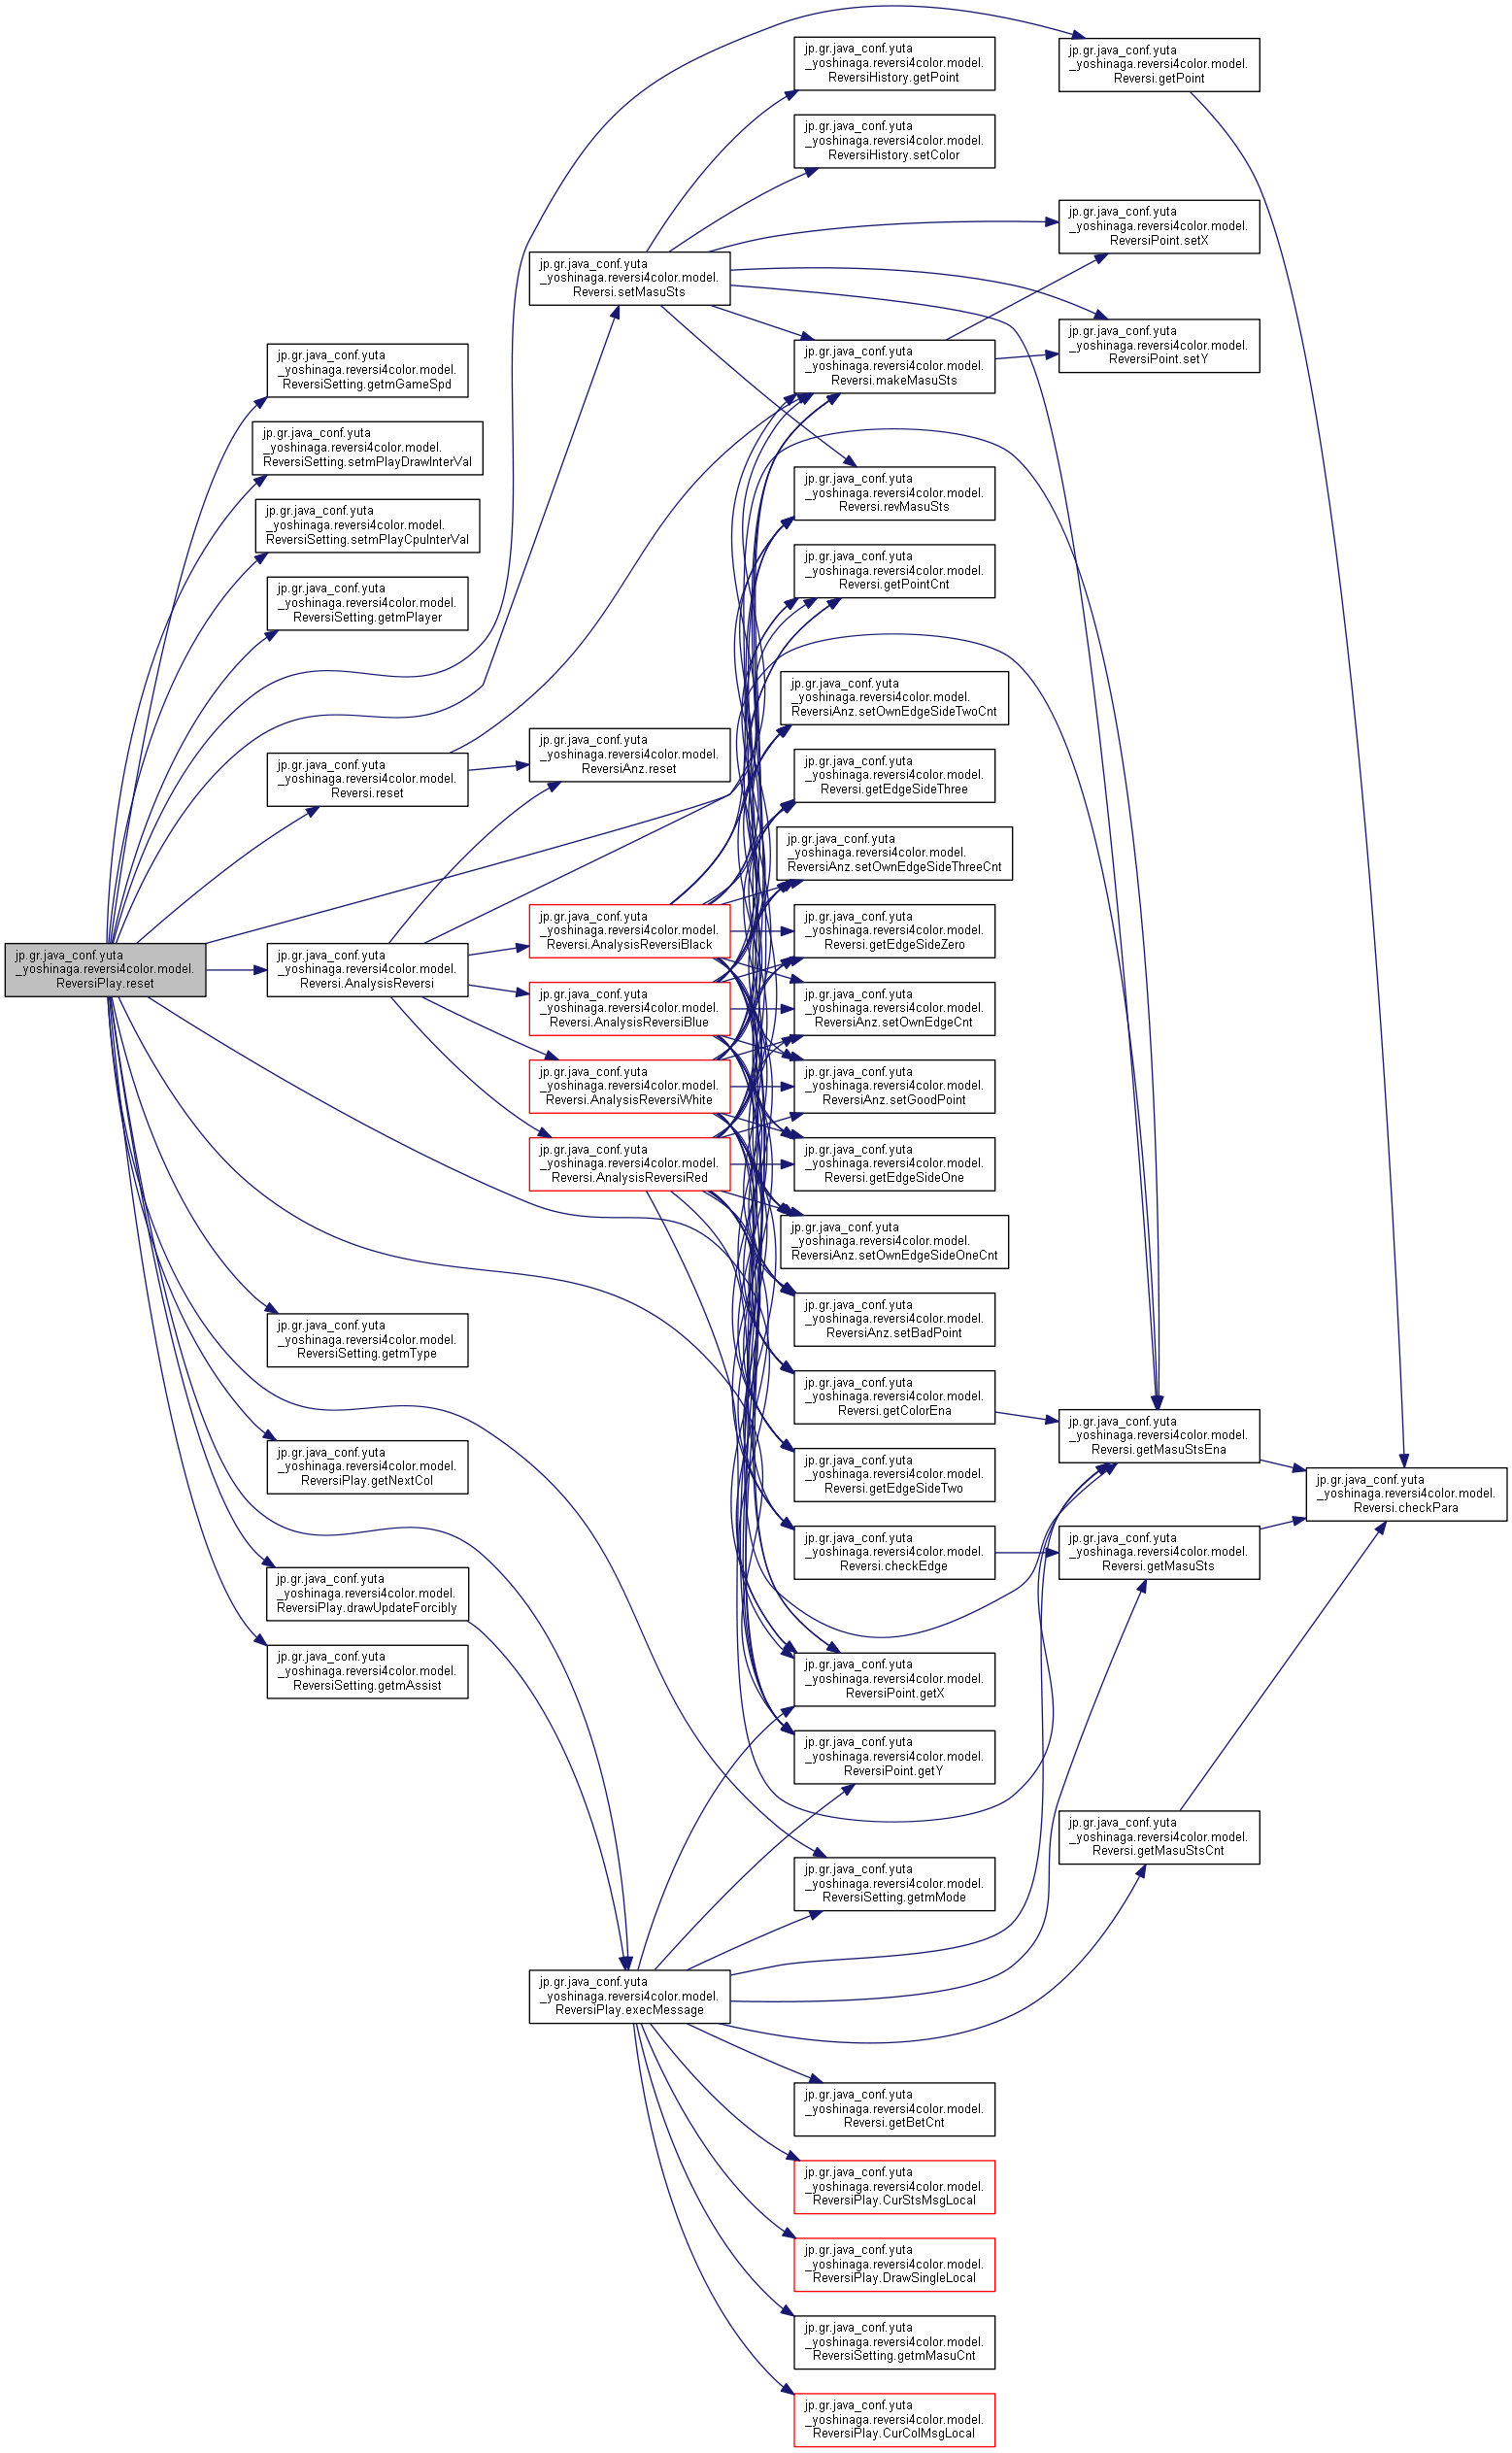 jp.gr.java_conf.yuta
_yoshinaga.reversi4color.model.
ReversiPlay.reset
jp.gr.java_conf.yuta
_yoshinaga.reversi4color.model.
ReversiSetting.getmGameSpd
jp.gr.java_conf.yuta
_yoshinaga.reversi4color.model.
ReversiSetting.setmPlayDrawInterVal
jp.gr.java_conf.yuta
_yoshinaga.reversi4color.model.
ReversiSetting.setmPlayCpuInterVal
jp.gr.java_conf.yuta
_yoshinaga.reversi4color.model.
ReversiSetting.getmPlayer
jp.gr.java_conf.yuta
_yoshinaga.reversi4color.model.
Reversi.reset
jp.gr.java_conf.yuta
_yoshinaga.reversi4color.model.
Reversi.AnalysisReversi
jp.gr.java_conf.yuta
_yoshinaga.reversi4color.model.
ReversiSetting.getmType
jp.gr.java_conf.yuta
_yoshinaga.reversi4color.model.
ReversiPlay.getNextCol
jp.gr.java_conf.yuta
_yoshinaga.reversi4color.model.
ReversiPlay.drawUpdateForcibly
jp.gr.java_conf.yuta
_yoshinaga.reversi4color.model.
ReversiSetting.getmAssist
jp.gr.java_conf.yuta
_yoshinaga.reversi4color.model.
Reversi.setMasuSts
jp.gr.java_conf.yuta
_yoshinaga.reversi4color.model.
ReversiAnz.reset
jp.gr.java_conf.yuta
_yoshinaga.reversi4color.model.
Reversi.AnalysisReversiBlack
jp.gr.java_conf.yuta
_yoshinaga.reversi4color.model.
Reversi.AnalysisReversiBlue
jp.gr.java_conf.yuta
_yoshinaga.reversi4color.model.
Reversi.AnalysisReversiWhite
jp.gr.java_conf.yuta
_yoshinaga.reversi4color.model.
Reversi.AnalysisReversiRed
jp.gr.java_conf.yuta
_yoshinaga.reversi4color.model.
ReversiPlay.execMessage
jp.gr.java_conf.yuta
_yoshinaga.reversi4color.model.
ReversiHistory.getPoint
jp.gr.java_conf.yuta
_yoshinaga.reversi4color.model.
ReversiHistory.setColor
jp.gr.java_conf.yuta
_yoshinaga.reversi4color.model.
Reversi.makeMasuSts
jp.gr.java_conf.yuta
_yoshinaga.reversi4color.model.
Reversi.revMasuSts
jp.gr.java_conf.yuta
_yoshinaga.reversi4color.model.
Reversi.getPointCnt
jp.gr.java_conf.yuta
_yoshinaga.reversi4color.model.
ReversiAnz.setOwnEdgeSideTwoCnt
jp.gr.java_conf.yuta
_yoshinaga.reversi4color.model.
Reversi.getEdgeSideThree
jp.gr.java_conf.yuta
_yoshinaga.reversi4color.model.
ReversiAnz.setOwnEdgeSideThreeCnt
jp.gr.java_conf.yuta
_yoshinaga.reversi4color.model.
Reversi.getEdgeSideZero
jp.gr.java_conf.yuta
_yoshinaga.reversi4color.model.
ReversiAnz.setOwnEdgeCnt
jp.gr.java_conf.yuta
_yoshinaga.reversi4color.model.
ReversiAnz.setGoodPoint
jp.gr.java_conf.yuta
_yoshinaga.reversi4color.model.
Reversi.getEdgeSideOne
jp.gr.java_conf.yuta
_yoshinaga.reversi4color.model.
ReversiAnz.setOwnEdgeSideOneCnt
jp.gr.java_conf.yuta
_yoshinaga.reversi4color.model.
ReversiAnz.setBadPoint
jp.gr.java_conf.yuta
_yoshinaga.reversi4color.model.
Reversi.getColorEna
jp.gr.java_conf.yuta
_yoshinaga.reversi4color.model.
Reversi.getEdgeSideTwo
jp.gr.java_conf.yuta
_yoshinaga.reversi4color.model.
Reversi.checkEdge
jp.gr.java_conf.yuta
_yoshinaga.reversi4color.model.
ReversiPoint.getX
jp.gr.java_conf.yuta
_yoshinaga.reversi4color.model.
ReversiPoint.getY
jp.gr.java_conf.yuta
_yoshinaga.reversi4color.model.
ReversiSetting.getmMode
jp.gr.java_conf.yuta
_yoshinaga.reversi4color.model.
Reversi.getBetCnt
jp.gr.java_conf.yuta
_yoshinaga.reversi4color.model.
ReversiPlay.CurStsMsgLocal
jp.gr.java_conf.yuta
_yoshinaga.reversi4color.model.
ReversiPlay.DrawSingleLocal
jp.gr.java_conf.yuta
_yoshinaga.reversi4color.model.
ReversiSetting.getmMasuCnt
jp.gr.java_conf.yuta
_yoshinaga.reversi4color.model.
ReversiPlay.CurColMsgLocal
jp.gr.java_conf.yuta
_yoshinaga.reversi4color.model.
Reversi.getPoint
jp.gr.java_conf.yuta
_yoshinaga.reversi4color.model.
ReversiPoint.setX
jp.gr.java_conf.yuta
_yoshinaga.reversi4color.model.
ReversiPoint.setY
jp.gr.java_conf.yuta
_yoshinaga.reversi4color.model.
Reversi.getMasuStsEna
jp.gr.java_conf.yuta
_yoshinaga.reversi4color.model.
Reversi.getMasuSts
jp.gr.java_conf.yuta
_yoshinaga.reversi4color.model.
Reversi.getMasuStsCnt
jp.gr.java_conf.yuta
_yoshinaga.reversi4color.model.
Reversi.checkPara